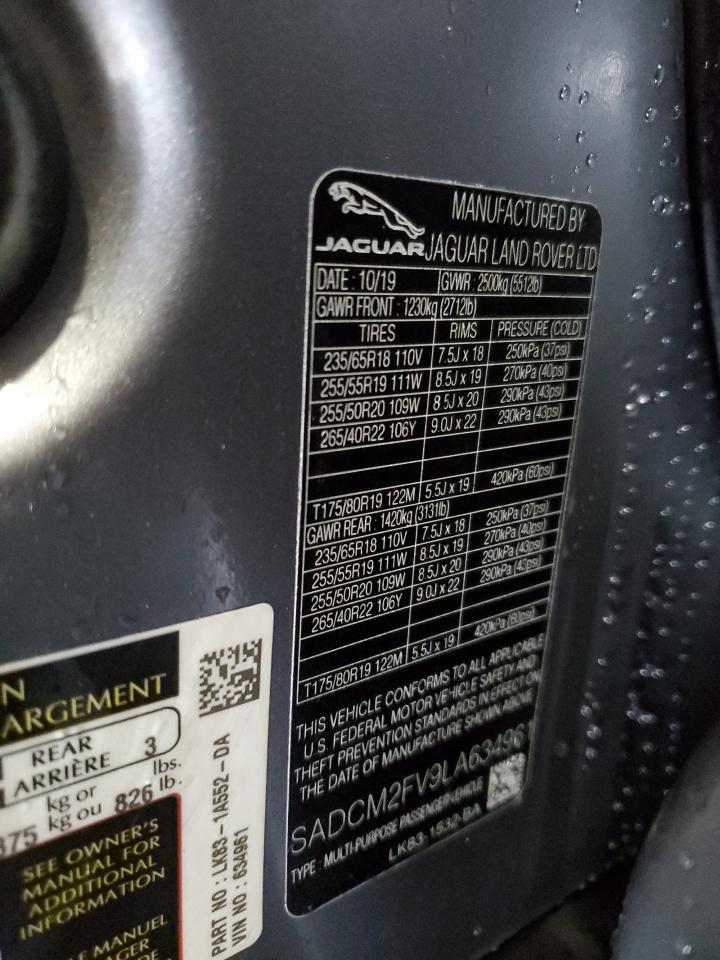 MANUFACTURED BY
JAGUAR JAGUAR LAND ROVER LTD
DATE : 10/19 GVWR : 2500kg (5512lb)
GAWR FRONT : 1230kg (2712lb)
TIRES RIMS PRESSURE (COLD)
235/65R18 110V 7.5J x 18 250kPa (37psi)
255/55R19 111W 8.5J x 19 270kPa (40psi)
255/50R20 109W 8.5J x 20 290kPa (43psi)
265/40R22 106Y 9.0J x 22 290kPa (43psi)
T175/80R19 122M 5.5J x 19 420kPa (60psi)
GAWR REAR : 1420kg (3131lb)
235/65R18 110V 7.5J x 18 250kPa (37psi)
255/55R19 111W 8.5J x 19 270kPa (40psi)
255/50R20 109W 8.5J x 20 290kPa (43psi)
265/40R22 106Y 9.0J x 22 290kPa (43psi)
T175/80R19 122M 5.5J x 19 420kPa (60psi)
THIS VEHICLE CONFORMS TO ALL APPLICABLE
U.S. FEDERAL MOTOR VEHICLE SAFETY AND
THEFT PREVENTION STANDARDS IN EFFECT ON
THE DATE OF MANUFACTURE SHOWN ABOVE
SADCM2FV9LA634961
TYPE : MULTI-PURPOSE PASSENGER VEHICLE
LK83-1532-BA
N
ARGEMENT
REAR 3
ARRIÈRE
kg or lbs.
375 kg ou 826 lb.
SEE OWNER'S
MANUAL FOR
ADDITIONAL
INFORMATION
MANUEL
PART NO : LK83-1A552-DA
VIN NO : 634961